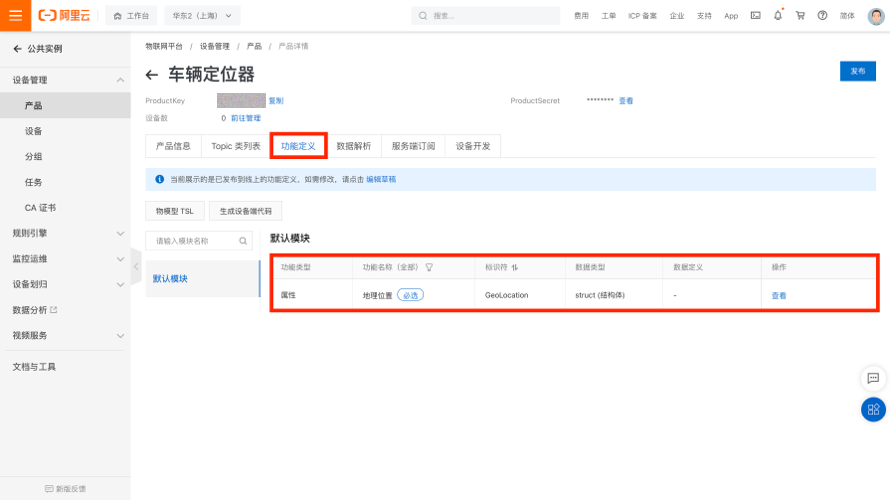 阿里云 工作台 华东2（上海） 搜索... 费用 工单 ICP 备案 企业 支持 App 简体
公共实例
设备管理
产品
设备
分组
任务
CA 证书
规则引擎
监控运维
设备划归
数据分析
视频服务
文档与工具
新版反馈
物联网平台 / 设备管理 / 产品 / 产品详情
车辆定位器
发布
ProductKey 复制 ProductSecret ******** 查看
设备数 0 前往管理
产品信息 Topic 类列表 功能定义 数据解析 服务端订阅 设备开发
当前展示的是已发布到线上的功能定义，如需修改，请点击 编辑草稿
物模型 TSL 生成设备端代码
请输入模块名称
默认模块
默认模块
功能类型 功能名称（全部） 标识符 数据类型 数据定义 操作
属性 地理位置 必选 GeoLocation struct (结构体) - 查看